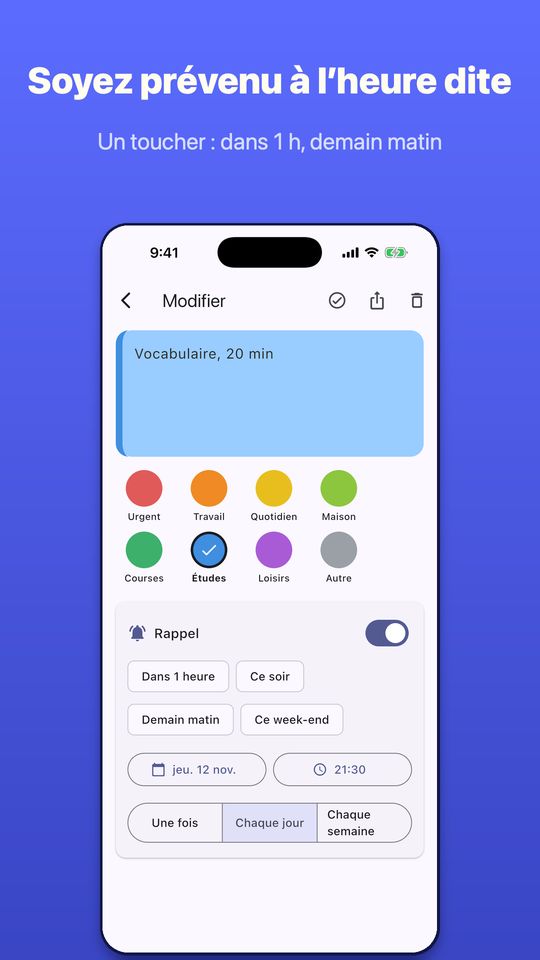 Soyez prévenu à l’heure dite
Un toucher : dans 1 h, demain matin
9:41
Modifier
Vocabulaire, 20 min
Urgent Travail Quotidien Maison
Courses Études Loisirs Autre
Rappel
Dans 1 heure Ce soir
Demain matin Ce week-end
jeu. 12 nov. 21:30
Une fois Chaque jour Chaque
semaine